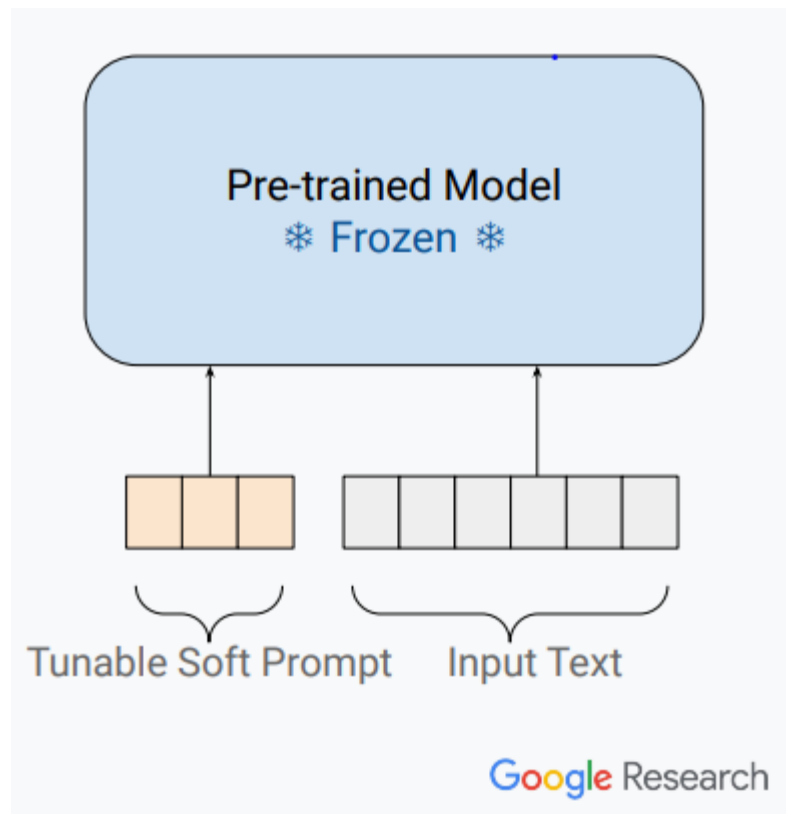 Pre-trained Model
❄ Frozen ❄
Tunable Soft Prompt Input Text
Google Research